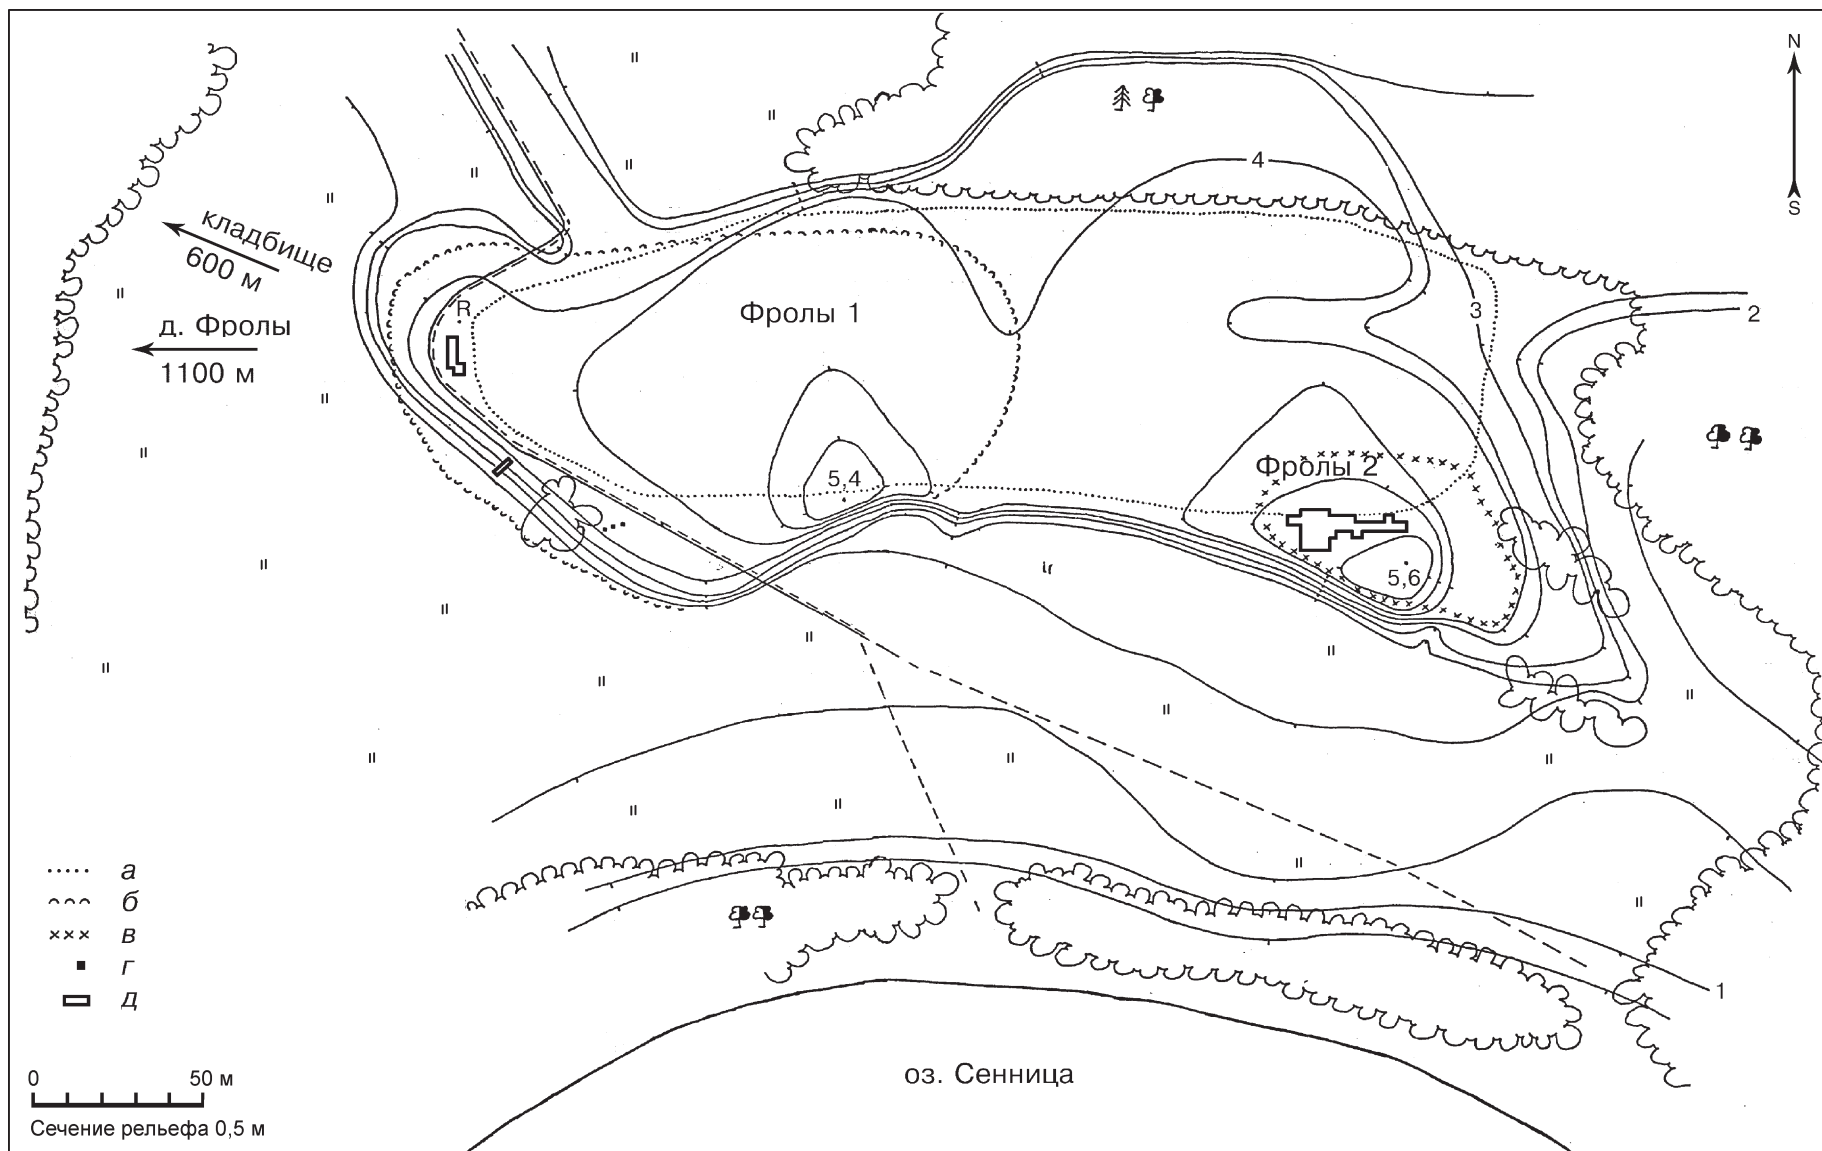 N
S
4
кладбище
600 м
д. Фролы
1100 м
R
Фролы 1
3
2
Фролы 2
5,4
5,6
а
б
в
г
д
1
0 50 м
Сечение рельефа 0,5 м
оз. Сенница